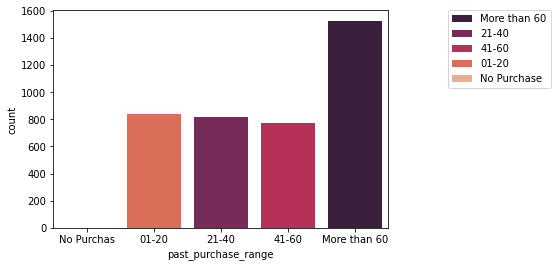 1600
1400
1200
1000
800
600
400
200
0
count
No Purchas 01-20 21-40 41-60 More than 60
past_purchase_range
More than 60
21-40
41-60
01-20
No Purchase